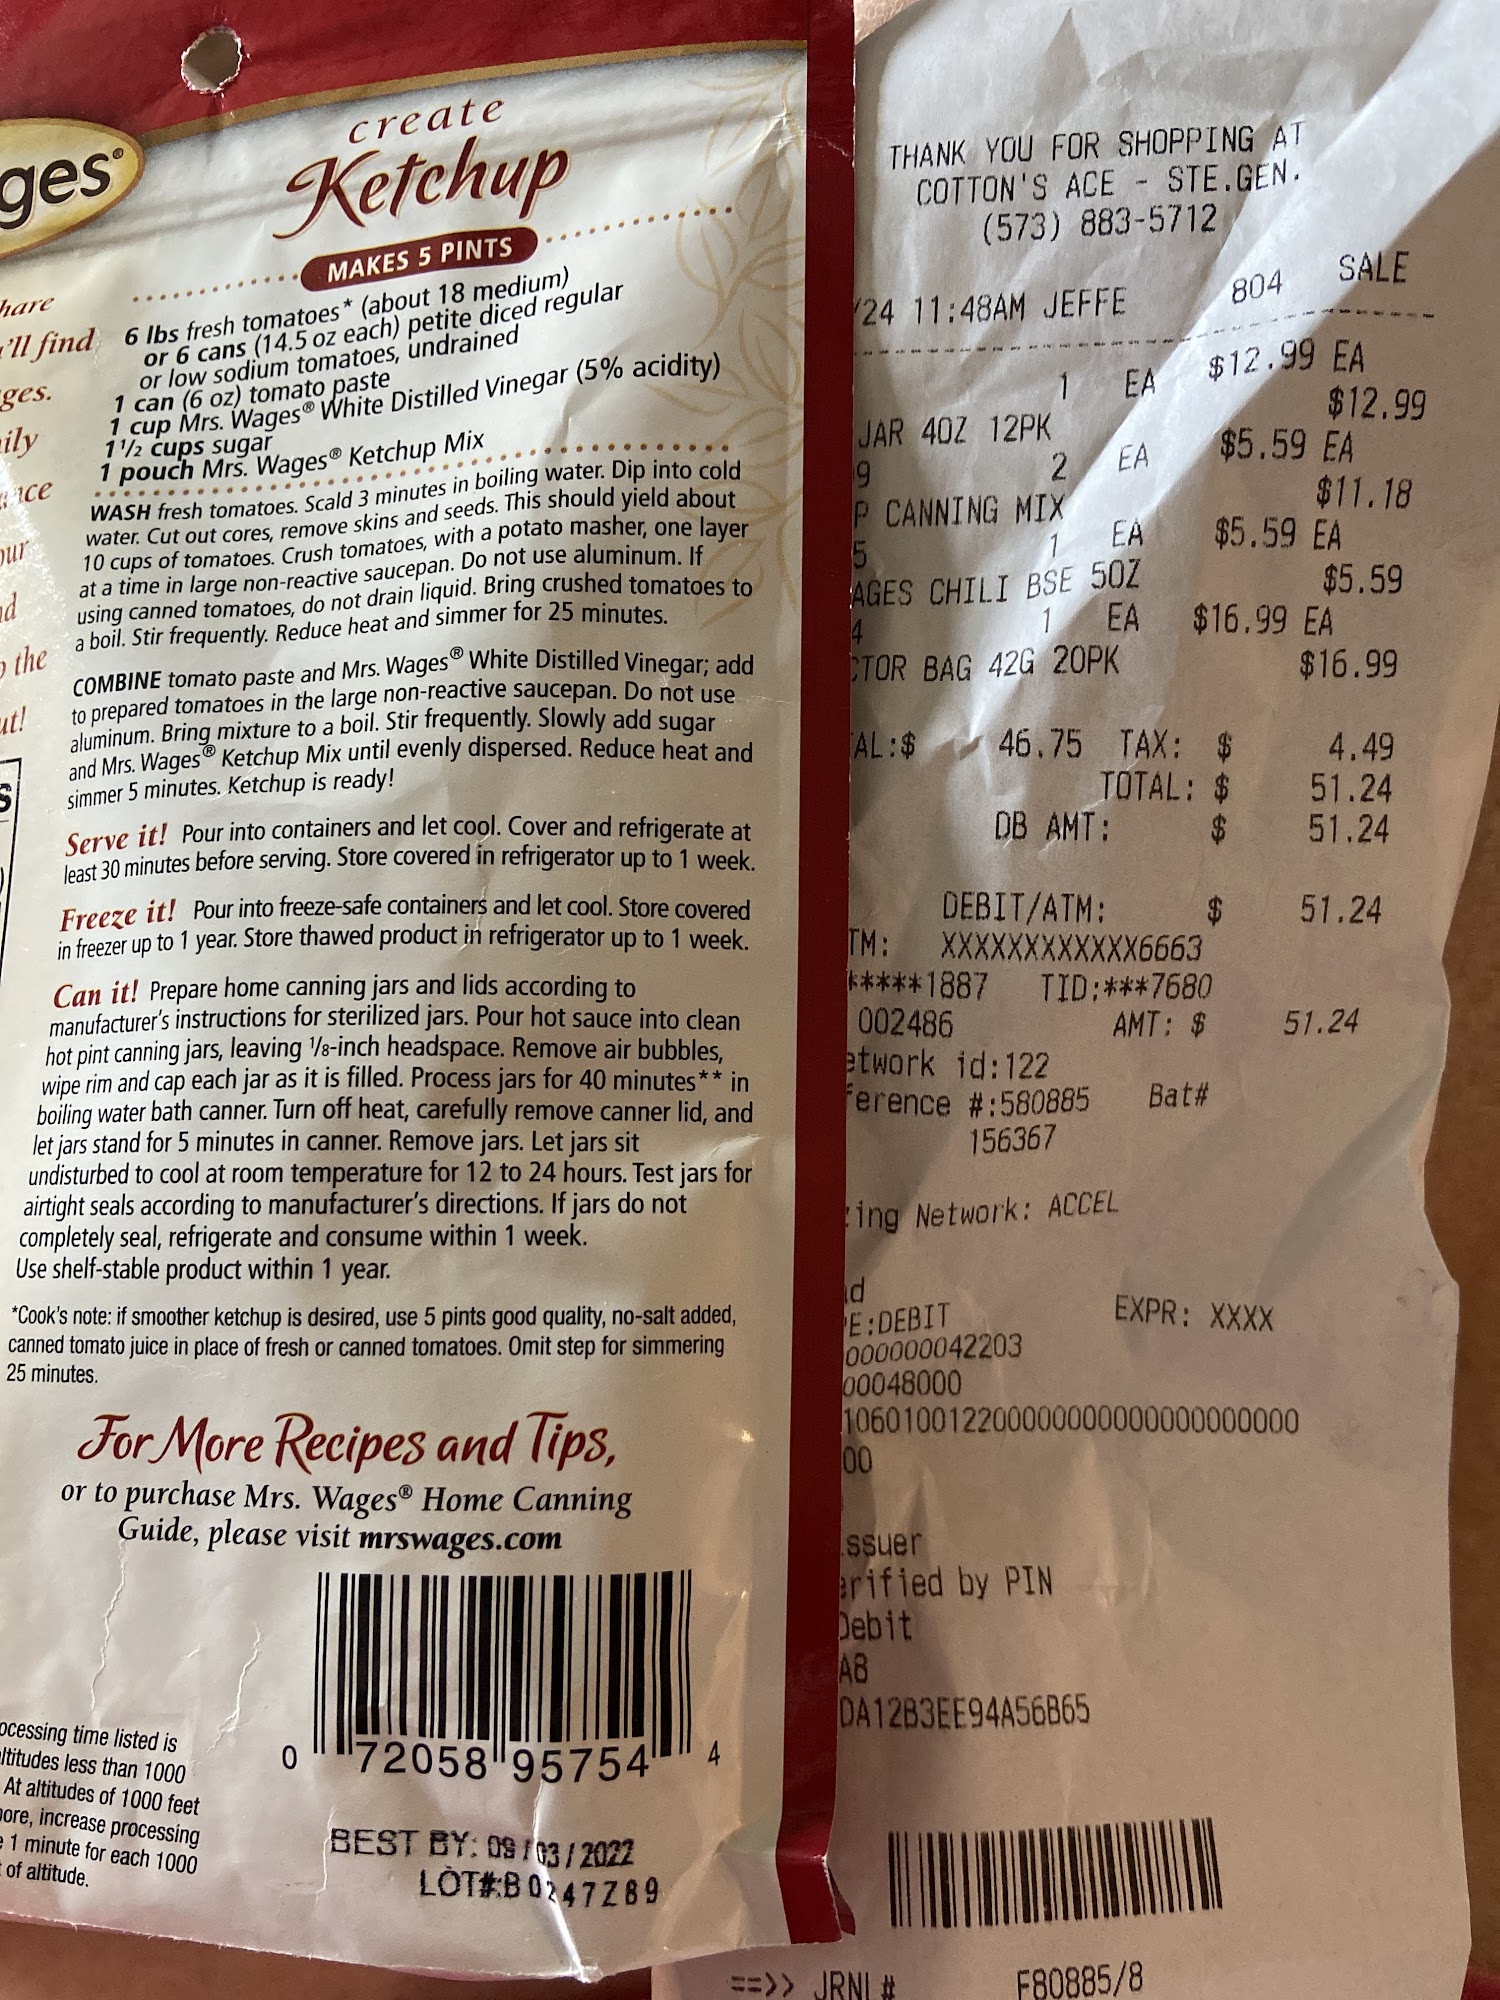 ges®
create
Ketchup
MAKES 5 PINTS
6 lbs fresh tomatoes* (about 18 medium)
or 6 cans (14.5 oz each) petite diced regular
or low sodium tomatoes, undrained
1 can (6 oz) tomato paste
1 cup Mrs. Wages® White Distilled Vinegar (5% acidity)
1 1/2 cups sugar
1 pouch Mrs. Wages® Ketchup Mix
WASH fresh tomatoes. Scald 3 minutes in boiling water. Dip into cold
water. Cut out cores, remove skins and seeds. This should yield about
10 cups of tomatoes. Crush tomatoes, with a potato masher, one layer
at a time in large non-reactive saucepan. Do not use aluminum. If
using canned tomatoes, do not drain liquid. Bring crushed tomatoes to
a boil. Stir frequently. Reduce heat and simmer for 25 minutes.
COMBINE tomato paste and Mrs. Wages® White Distilled Vinegar; add
to prepared tomatoes in the large non-reactive saucepan. Do not use
aluminum. Bring mixture to a boil. Stir frequently. Slowly add sugar
and Mrs. Wages® Ketchup Mix until evenly dispersed. Reduce heat and
simmer 5 minutes. Ketchup is ready!
Serve it! Pour into containers and let cool. Cover and refrigerate at
least 30 minutes before serving. Store covered in refrigerator up to 1 week.
Freeze it! Pour into freeze-safe containers and let cool. Store covered
in freezer up to 1 year. Store thawed product in refrigerator up to 1 week.
Can it! Prepare home canning jars and lids according to
manufacturer's instructions for sterilized jars. Pour hot sauce into clean
hot pint canning jars, leaving 1/8-inch headspace. Remove air bubbles,
wipe rim and cap each jar as it is filled. Process jars for 40 minutes** in
boiling water bath canner. Turn off heat, carefully remove canner lid, and
let jars stand for 5 minutes in canner. Remove jars. Let jars sit
undisturbed to cool at room temperature for 12 to 24 hours. Test jars for
airtight seals according to manufacturer's directions. If jars do not
completely seal, refrigerate and consume within 1 week.
Use shelf-stable product within 1 year.
*Cook's note: if smoother ketchup is desired, use 5 pints good quality, no-salt added,
canned tomato juice in place of fresh or canned tomatoes. Omit step for simmering
25 minutes.
For More Recipes and Tips,
or to purchase Mrs. Wages® Home Canning
Guide, please visit mrswages.com
0 72058 95754 4
BEST BY: 09/03/2022
LOT#:B0247Z89
hare
'll find
ges.
ily
our
the
ut!
ocessing time listed is
ltitudes less than 1000
At altitudes of 1000 feet
ore, increase processing
1 minute for each 1000
of altitude.
THANK YOU FOR SHOPPING AT
COTTON'S ACE - STE.GEN.
(573) 883-5712
/24 11:48AM JEFFE 804 SALE
1 EA $12.99 EA
JAR 4OZ 12PK $12.99
9 2 EA $5.59 EA
P CANNING MIX $11.18
5 1 EA $5.59 EA
AGES CHILI BSE 5OZ $5.59
4 1 EA $16.99 EA
CTOR BAG 42G 20PK $16.99
AL:$ 46.75 TAX: $ 4.49
TOTAL: $ 51.24
DB AMT: $ 51.24
DEBIT/ATM: $ 51.24
TM: XXXXXXXXXXXX6663
*****1887 TID:***7680
002486 AMT: $ 51.24
etwork id:122
ference #:580885 Bat#
156367
ing Network: ACCEL
d
E:DEBIT EXPR: XXXX
000000042203
00048000
00
ssuer
erified by PIN
Debit
A8
DA12B3EE94A56B65
==>> JRNL# F80885/8